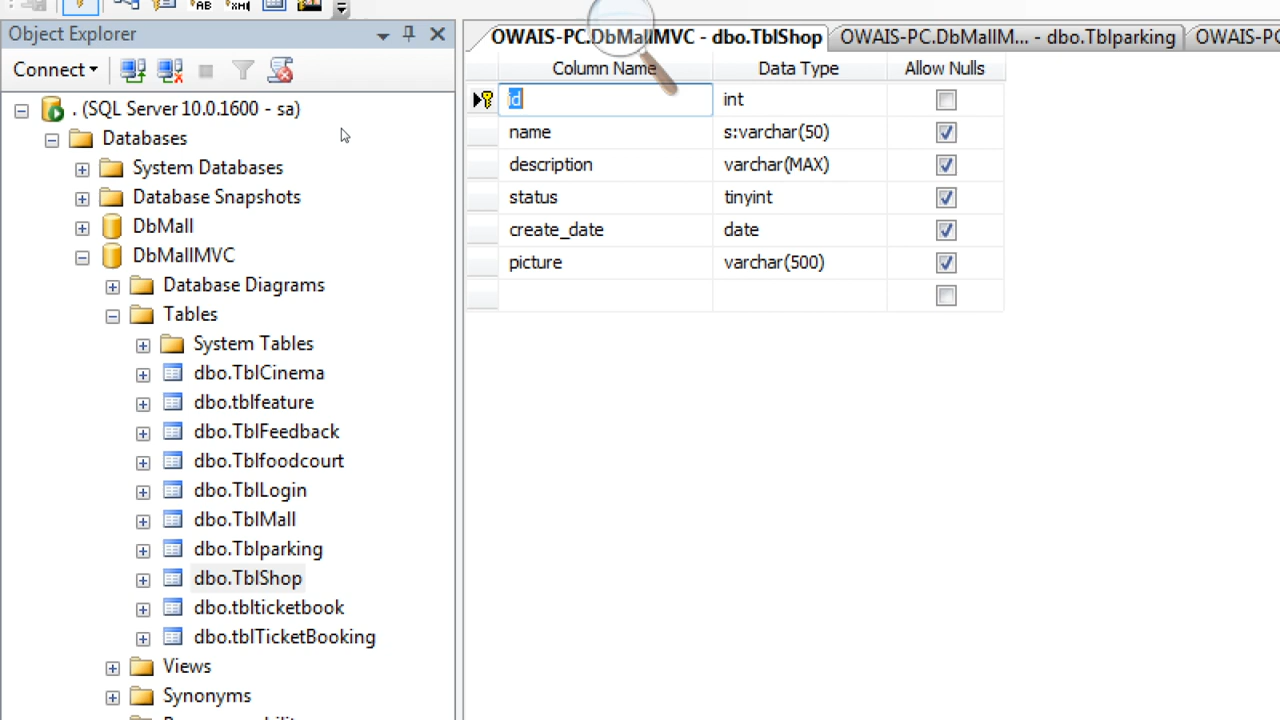 Object Explorer
Connect
. (SQL Server 10.0.1600 - sa)
Databases
System Databases
Database Snapshots
DbMall
DbMallMVC
Database Diagrams
Tables
System Tables
dbo.TblCinema
dbo.tblfeature
dbo.TblFeedback
dbo.Tblfoodcourt
dbo.TblLogin
dbo.TblMall
dbo.Tblparking
dbo.TblShop
dbo.tblticketbook
dbo.tblTicketBooking
Views
Synonyms
OWAIS-PC.DbMallMVC - dbo.TblShop OWAIS-PC.DbMallM... - dbo.Tblparking OWAIS-PC
Column Name Data Type Allow Nulls
id int
name s:varchar(50)
description varchar(MAX)
status tinyint
create_date date
picture varchar(500)